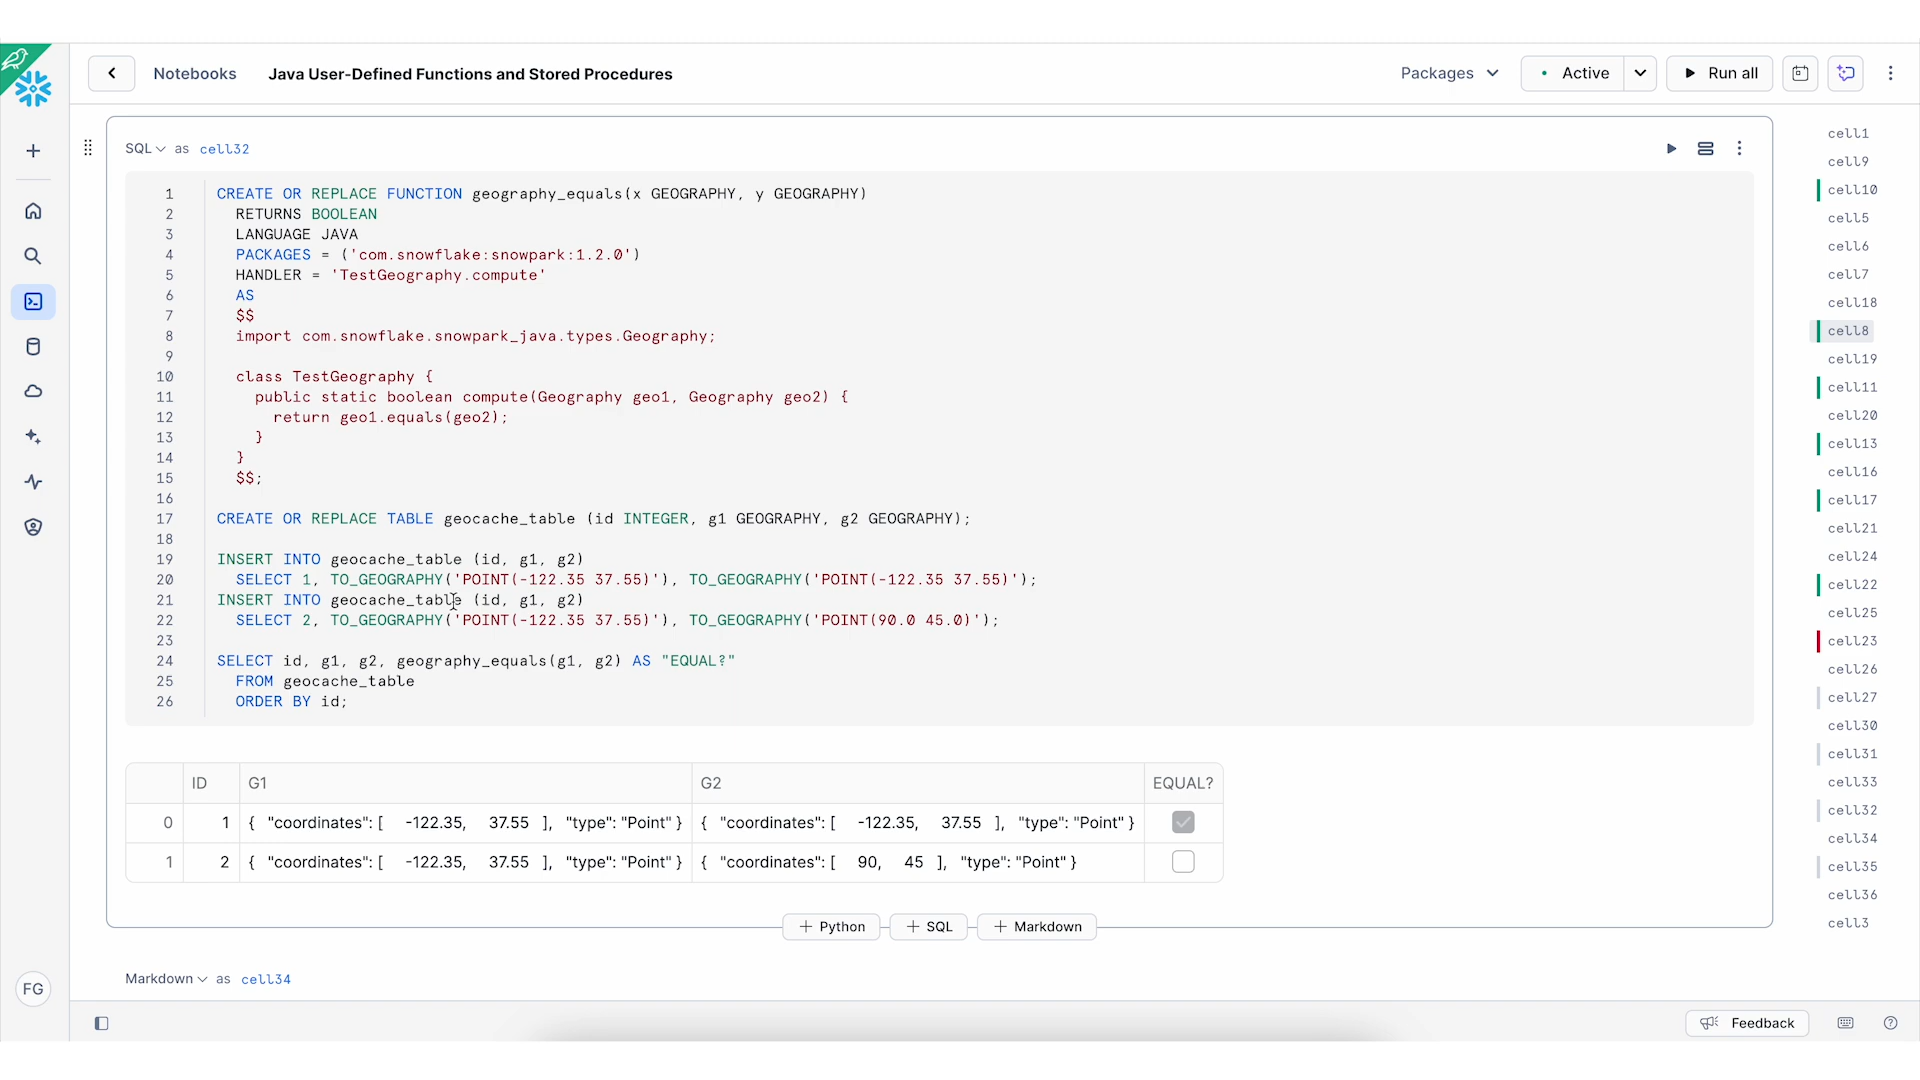 Notebooks
Java User-Defined Functions and Stored Procedures
Packages
Active
Run all
SQL as cell32
1 CREATE OR REPLACE FUNCTION geography_equals(x GEOGRAPHY, y GEOGRAPHY)
2 RETURNS BOOLEAN
3 LANGUAGE JAVA
4 PACKAGES = ('com.snowflake:snowpark:1.2.0')
5 HANDLER = 'TestGeography.compute'
6 AS
7 $$
8 import com.snowflake.snowpark_java.types.Geography;
9
10 class TestGeography {
11 public static boolean compute(Geography geo1, Geography geo2) {
12 return geo1.equals(geo2);
13 }
14 }
15 $$;
16
17 CREATE OR REPLACE TABLE geocache_table (id INTEGER, g1 GEOGRAPHY, g2 GEOGRAPHY);
18
19 INSERT INTO geocache_table (id, g1, g2)
20 SELECT 1, TO_GEOGRAPHY('POINT(-122.35 37.55)'), TO_GEOGRAPHY('POINT(-122.35 37.55)');
21 INSERT INTO geocache_table (id, g1, g2)
22 SELECT 2, TO_GEOGRAPHY('POINT(-122.35 37.55)'), TO_GEOGRAPHY('POINT(90.0 45.0)');
23
24 SELECT id, g1, g2, geography_equals(g1, g2) AS "EQUAL?"
25 FROM geocache_table
26 ORDER BY id;
ID G1 G2 EQUAL?
0 1 { "coordinates": [ -122.35, 37.55 ], "type": "Point" } { "coordinates": [ -122.35, 37.55 ], "type": "Point" }
1 2 { "coordinates": [ -122.35, 37.55 ], "type": "Point" } { "coordinates": [ 90, 45 ], "type": "Point" }
+ Python
+ SQL
+ Markdown
Markdown as cell34
cell1
cell9
cell10
cell5
cell6
cell7
cell18
cell8
cell19
cell11
cell20
cell13
cell16
cell17
cell21
cell24
cell22
cell25
cell23
cell26
cell27
cell30
cell31
cell33
cell32
cell34
cell35
cell36
cell3
FG
Feedback